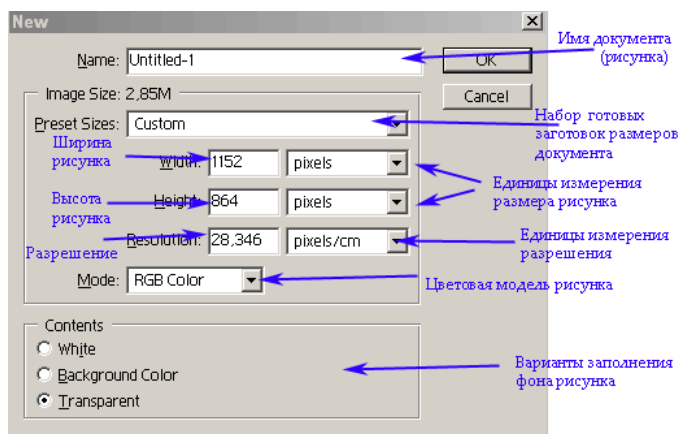 New
Имя документа
(рисунка)
Name: Untitled-1
OK
Image Size: 2,85M
Cancel
Preset Sizes: Custom
Набор готовых
заготовок размеров
документа
Ширина
рисунка
Width: 1152 pixels
Единицы измерения
размера рисунка
Высота
рисунка
Height: 864 pixels
Разрешение
Resolution: 28,346 pixels/cm
Единицы измерения
разрешения
Mode: RGB Color
Цветовая модель рисунка
Contents
White
Background Color
Transparent
Варианты заполнения
фона рисунка